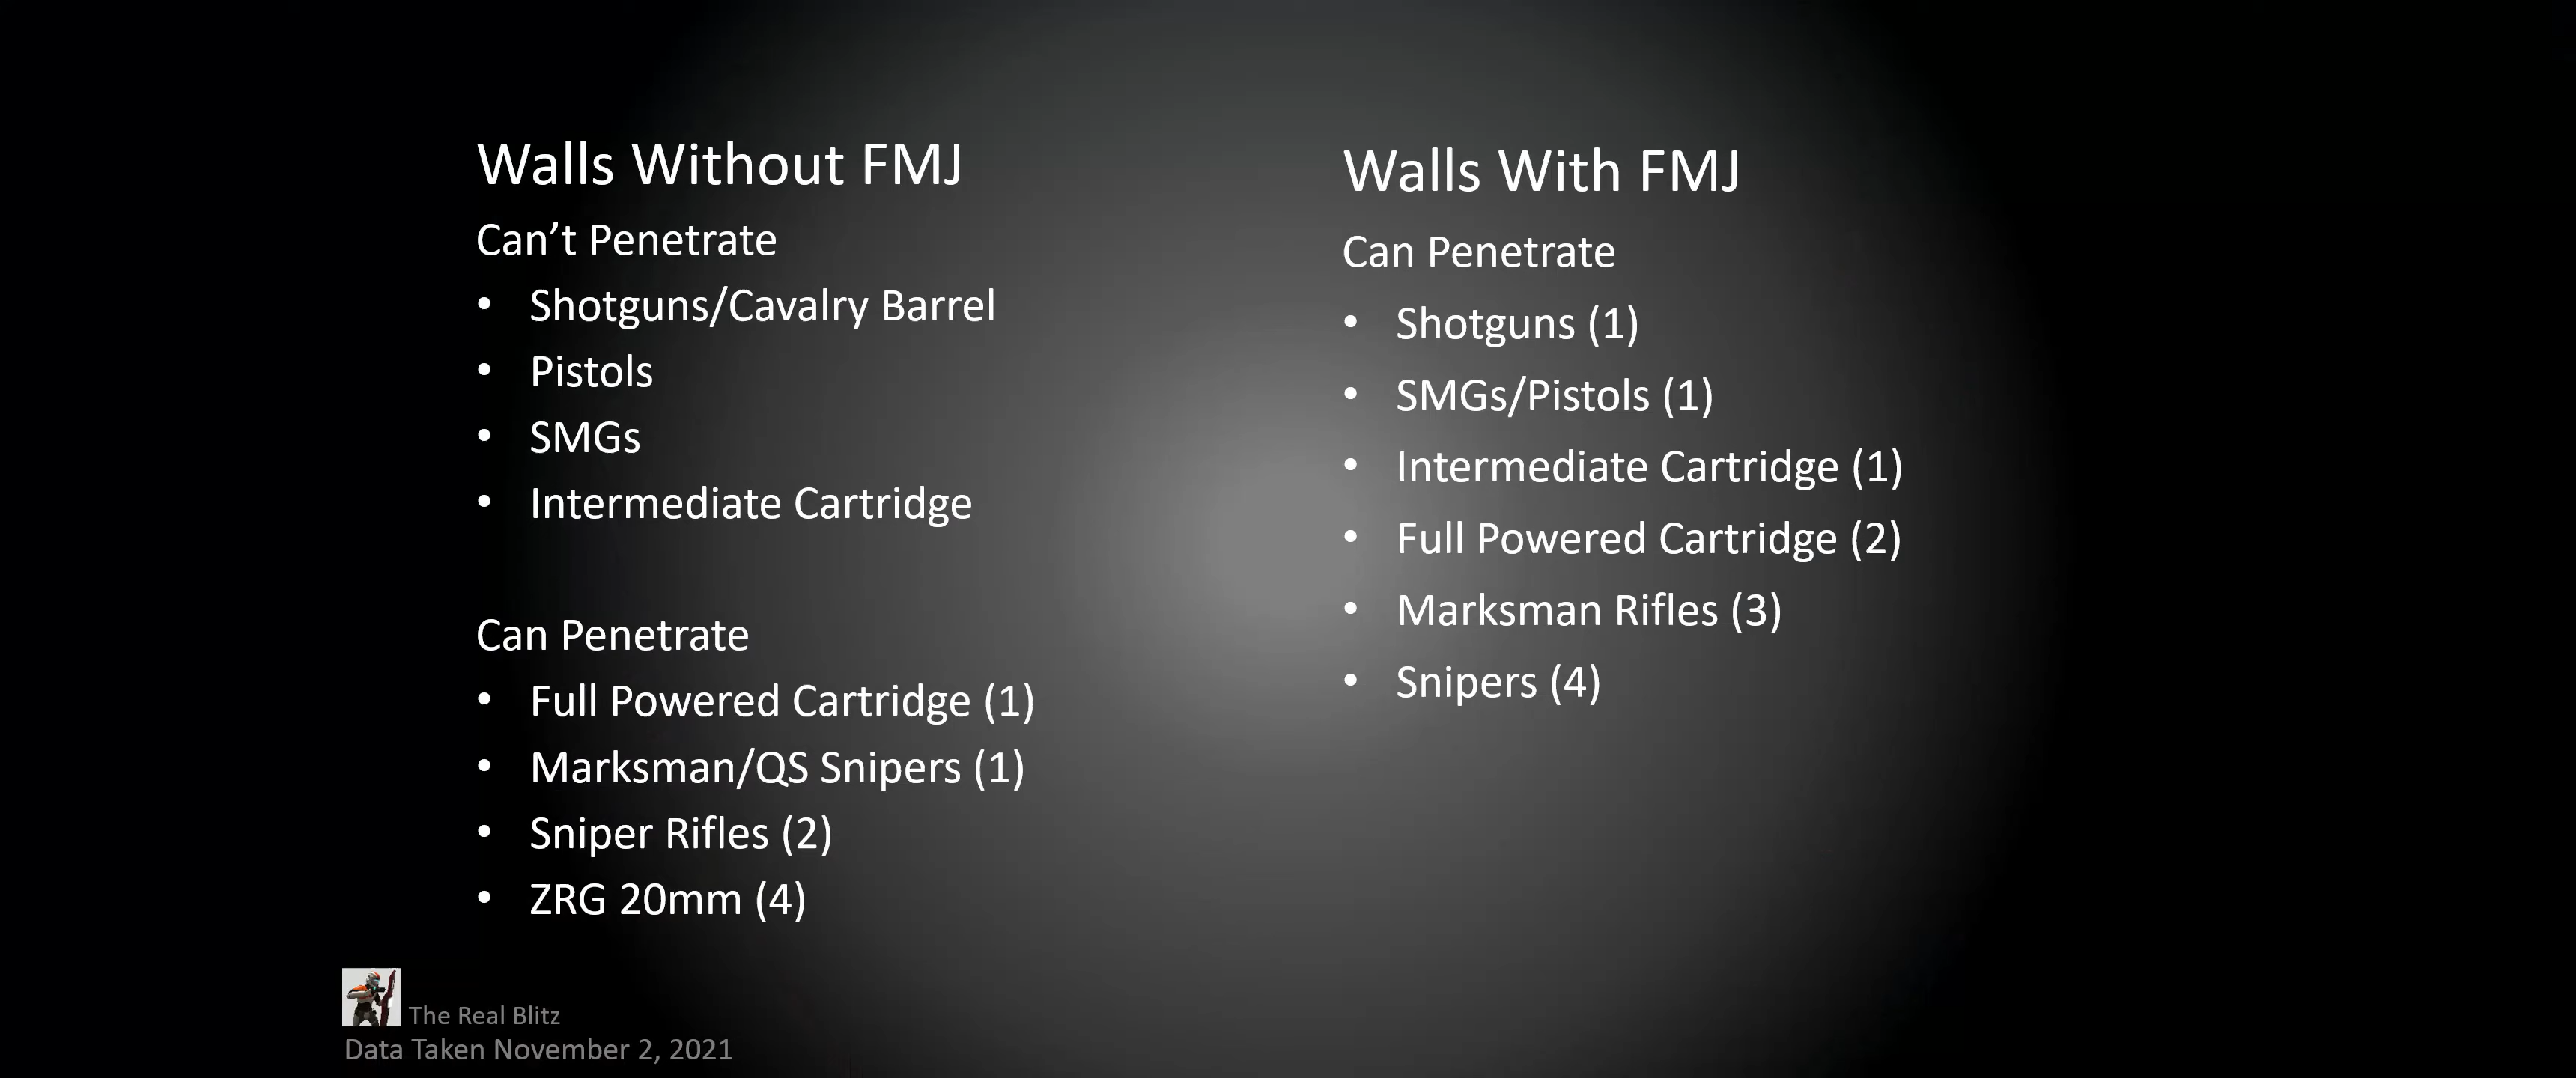 Walls Without FMJ
Can’t Penetrate
• Shotguns/Cavalry Barrel
• Pistols
• SMGs
• Intermediate Cartridge
Can Penetrate
• Full Powered Cartridge (1)
• Marksman/QS Snipers (1)
• Sniper Rifles (2)
• ZRG 20mm (4)
Walls With FMJ
Can Penetrate
• Shotguns (1)
• SMGs/Pistols (1)
• Intermediate Cartridge (1)
• Full Powered Cartridge (2)
• Marksman Rifles (3)
• Snipers (4)
The Real Blitz
Data Taken November 2, 2021